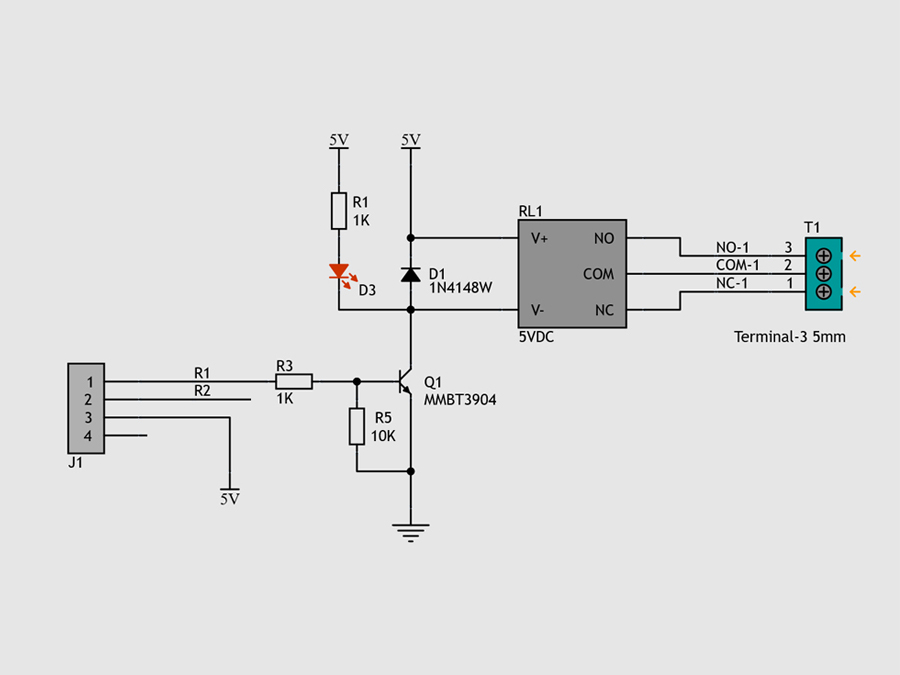 5V
5V
R1
1K
D3
D1
1N4148W
RL1
V+
NO
COM
V-
NC
5VDC
T1
NO-1
3
COM-1
2
NC-1
1
Terminal-3 5mm
1
2
3
4
J1
R1
R2
5V
R3
1K
R5
10K
Q1
MMBT3904